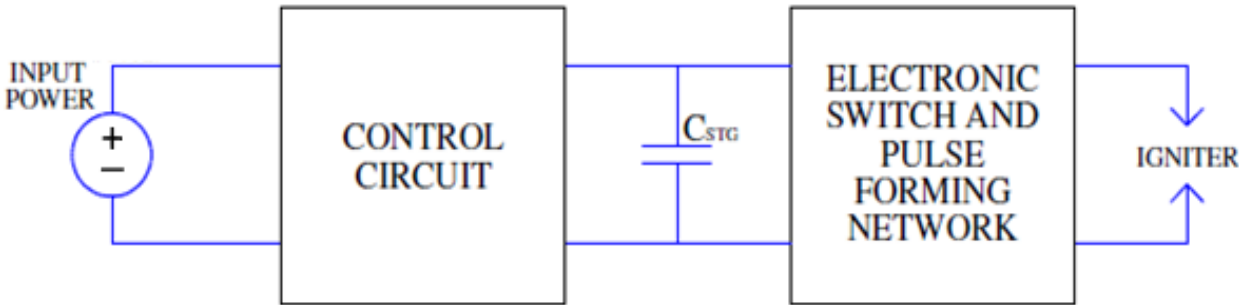 INPUT
POWER
+
−
CONTROL
CIRCUIT
CSTG
ELECTRONIC
SWITCH AND
PULSE
FORMING
NETWORK
IGNITER